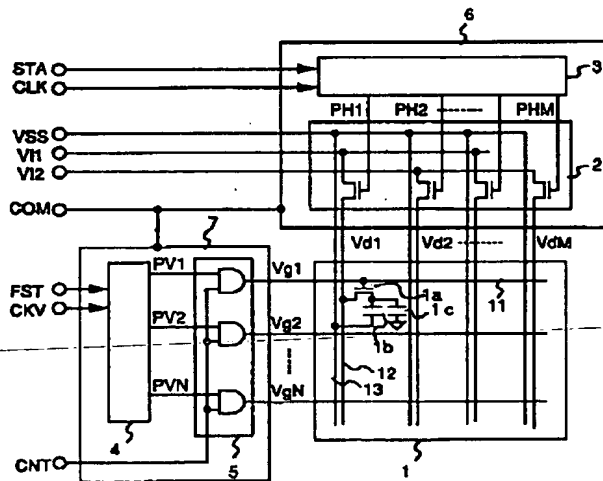 6
STA
CLK
3
PH1 PH2 PHM
VSS
VI1
VI2
2
COM
7
Vd1 Vd2 VdM
FST
CKV
PV1
Vg1
1a
11
1c
PV2
Vg2
1b
12
13
PVN
VgN
CNT
4
5
1